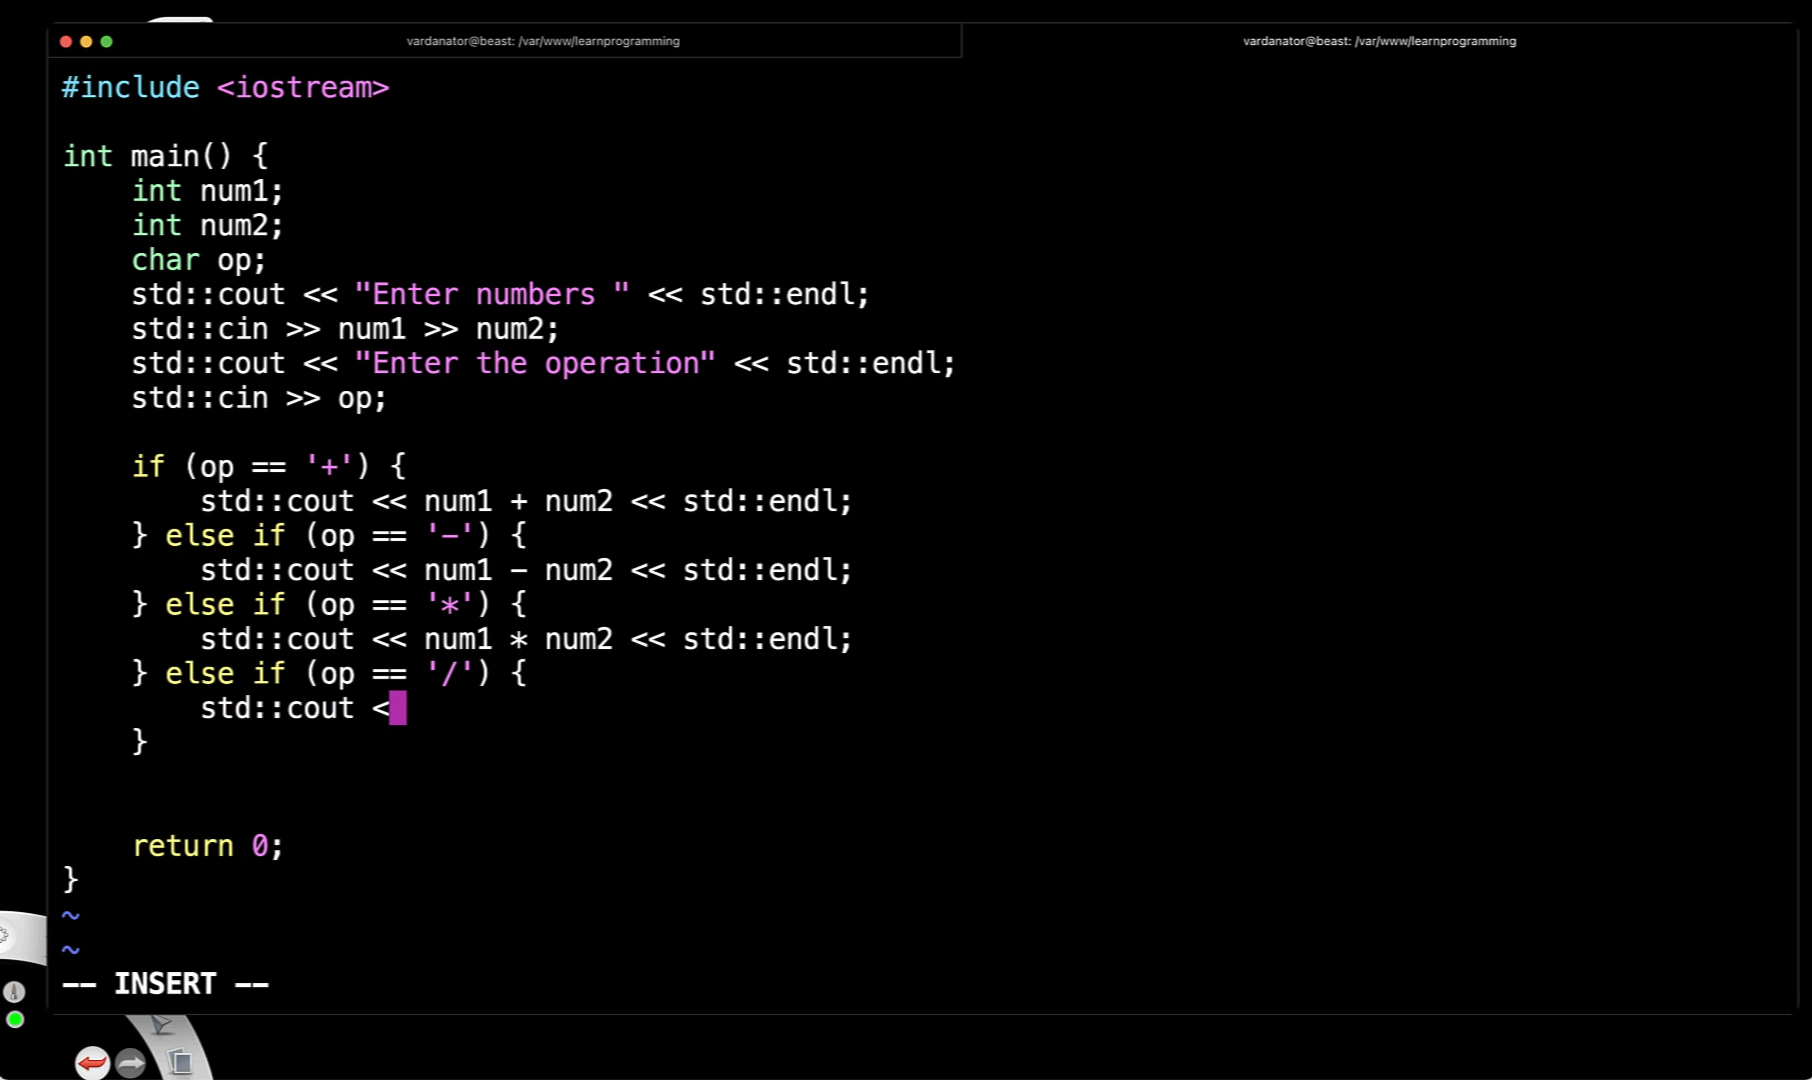 vardanator@beast: /var/www/learnprogramming
vardanator@beast: /var/www/learnprogramming
#include <iostream>
int main() {
    int num1;
    int num2;
    char op;
    std::cout << "Enter numbers " << std::endl;
    std::cin >> num1 >> num2;
    std::cout << "Enter the operation" << std::endl;
    std::cin >> op;
    if (op == '+') {
        std::cout << num1 + num2 << std::endl;
    } else if (op == '-') {
        std::cout << num1 - num2 << std::endl;
    } else if (op == '*') {
        std::cout << num1 * num2 << std::endl;
    } else if (op == '/') {
        std::cout <
    }
    return 0;
}
~
~
-- INSERT --